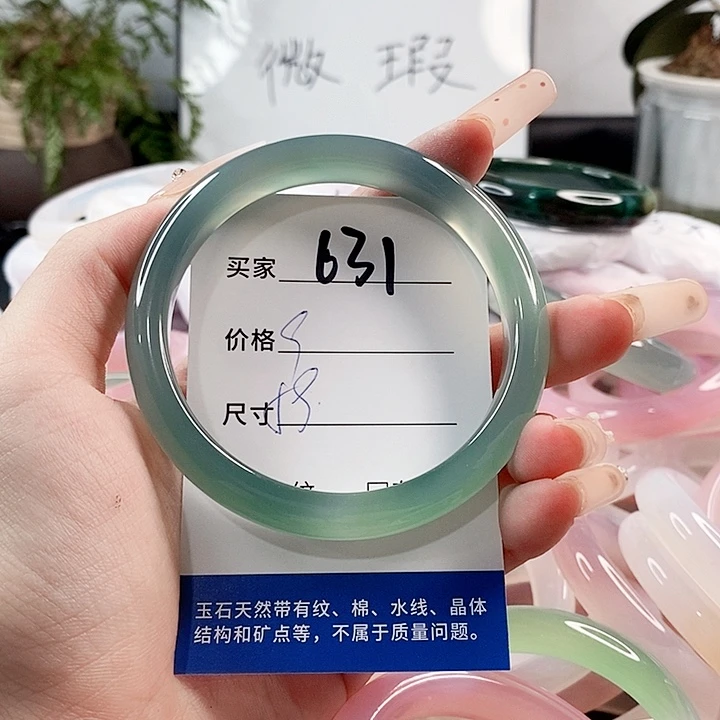 微瑕
买家 631
价格
尺寸 58
玉石天然带有纹、棉、水线、晶体
结构和矿点等，不属于质量问题。